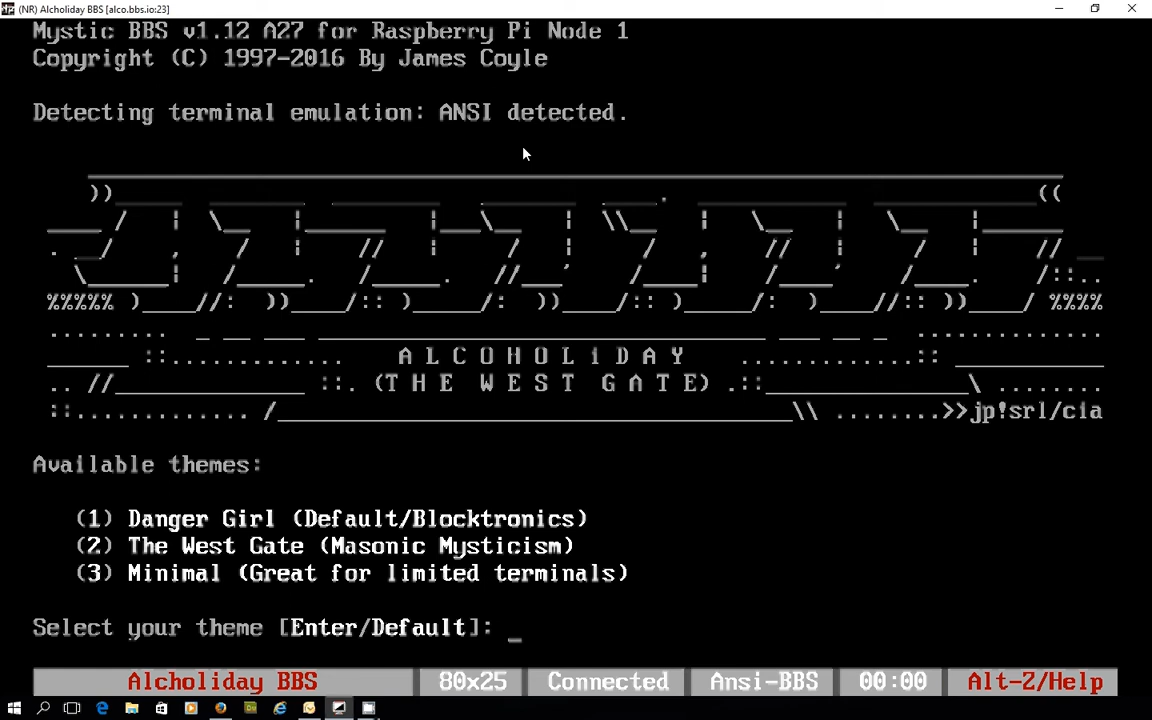 (NR) Alcholiday BBS [alco.bbs.io:23]
Mystic BBS v1.12 A27 for Raspberry Pi Node 1
Copyright (C) 1997-2016 By James Coyle
Detecting terminal emulation: ANSI detected.
A L C O H O L i D A Y
(T H E W E S T G A T E)
>>jp!srl/cia
Available themes:
(1) Danger Girl (Default/Blocktronics)
(2) The West Gate (Masonic Mysticism)
(3) Minimal (Great for limited terminals)
Select your theme [Enter/Default]: _
Alcholiday BBS 80x25 Connected Ansi-BBS 00:00 Alt-Z/Help